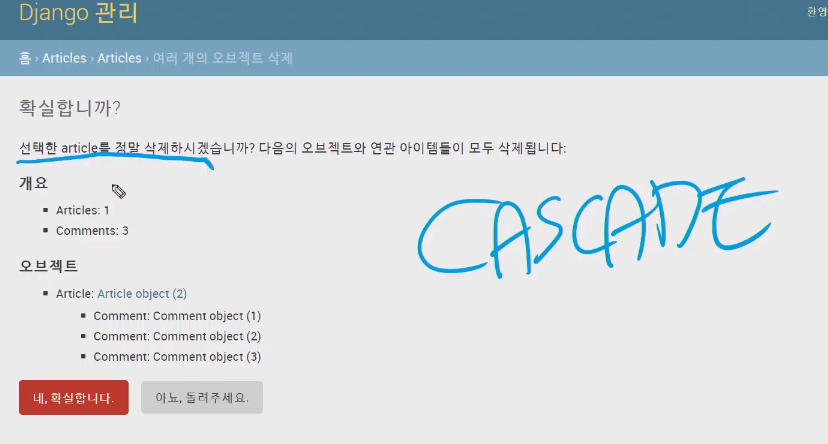 Django 관리
환영
홈 › Articles › Articles › 여러 개의 오브젝트 삭제
확실합니까?
선택한 article를 정말 삭제하시겠습니까? 다음의 오브젝트와 연관 아이템들이 모두 삭제됩니다:
개요
Articles: 1
Comments: 3
CASCADE
오브젝트
Article: Article object (2)
Comment: Comment object (1)
Comment: Comment object (2)
Comment: Comment object (3)
네, 확실합니다.
아뇨, 돌려주세요.